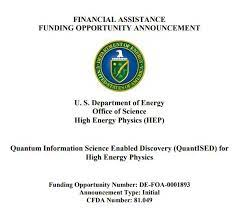 FINANCIAL ASSISTANCE
FUNDING OPPORTUNITY ANNOUNCEMENT
U. S. Department of Energy
Office of Science
High Energy Physics (HEP)
Quantum Information Science Enabled Discovery (QuantISED) for
High Energy Physics
Funding Opportunity Number: DE-FOA-0001893
Announcement Type: Initial
CFDA Number: 81.049